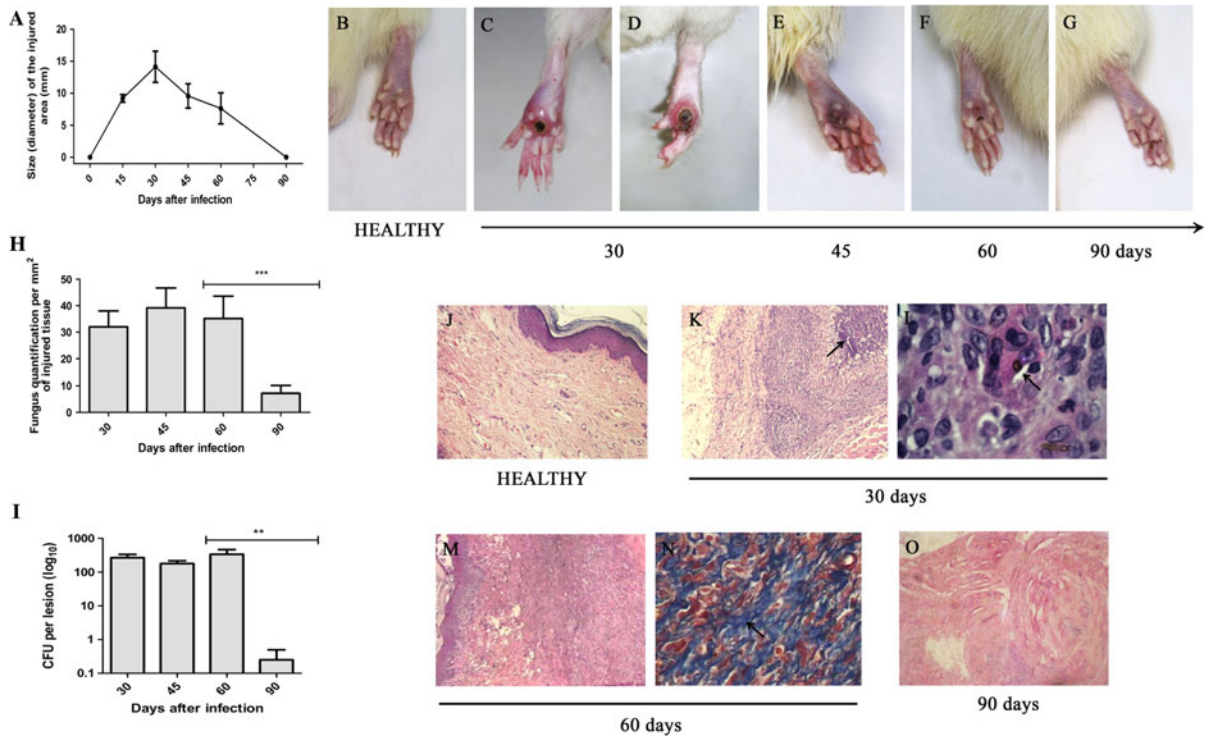 A
Size (diameter) of the injured
area (mm)
20
15
10
5
0
0
15
30
45
60
75
90
Days after infection
B
C
D
E
F
G
HEALTHY
30
45
60
90 days
H
Fungus quantification per mm²
of injured tissue
50
40
30
20
10
0
***
30
45
60
90
Days after infection
J
K
L
HEALTHY
30 days
I
CFU per lesion (log₁₀)
1000
100
10
1
0.1
**
30
45
60
90
Days after infection
M
N
O
60 days
90 days